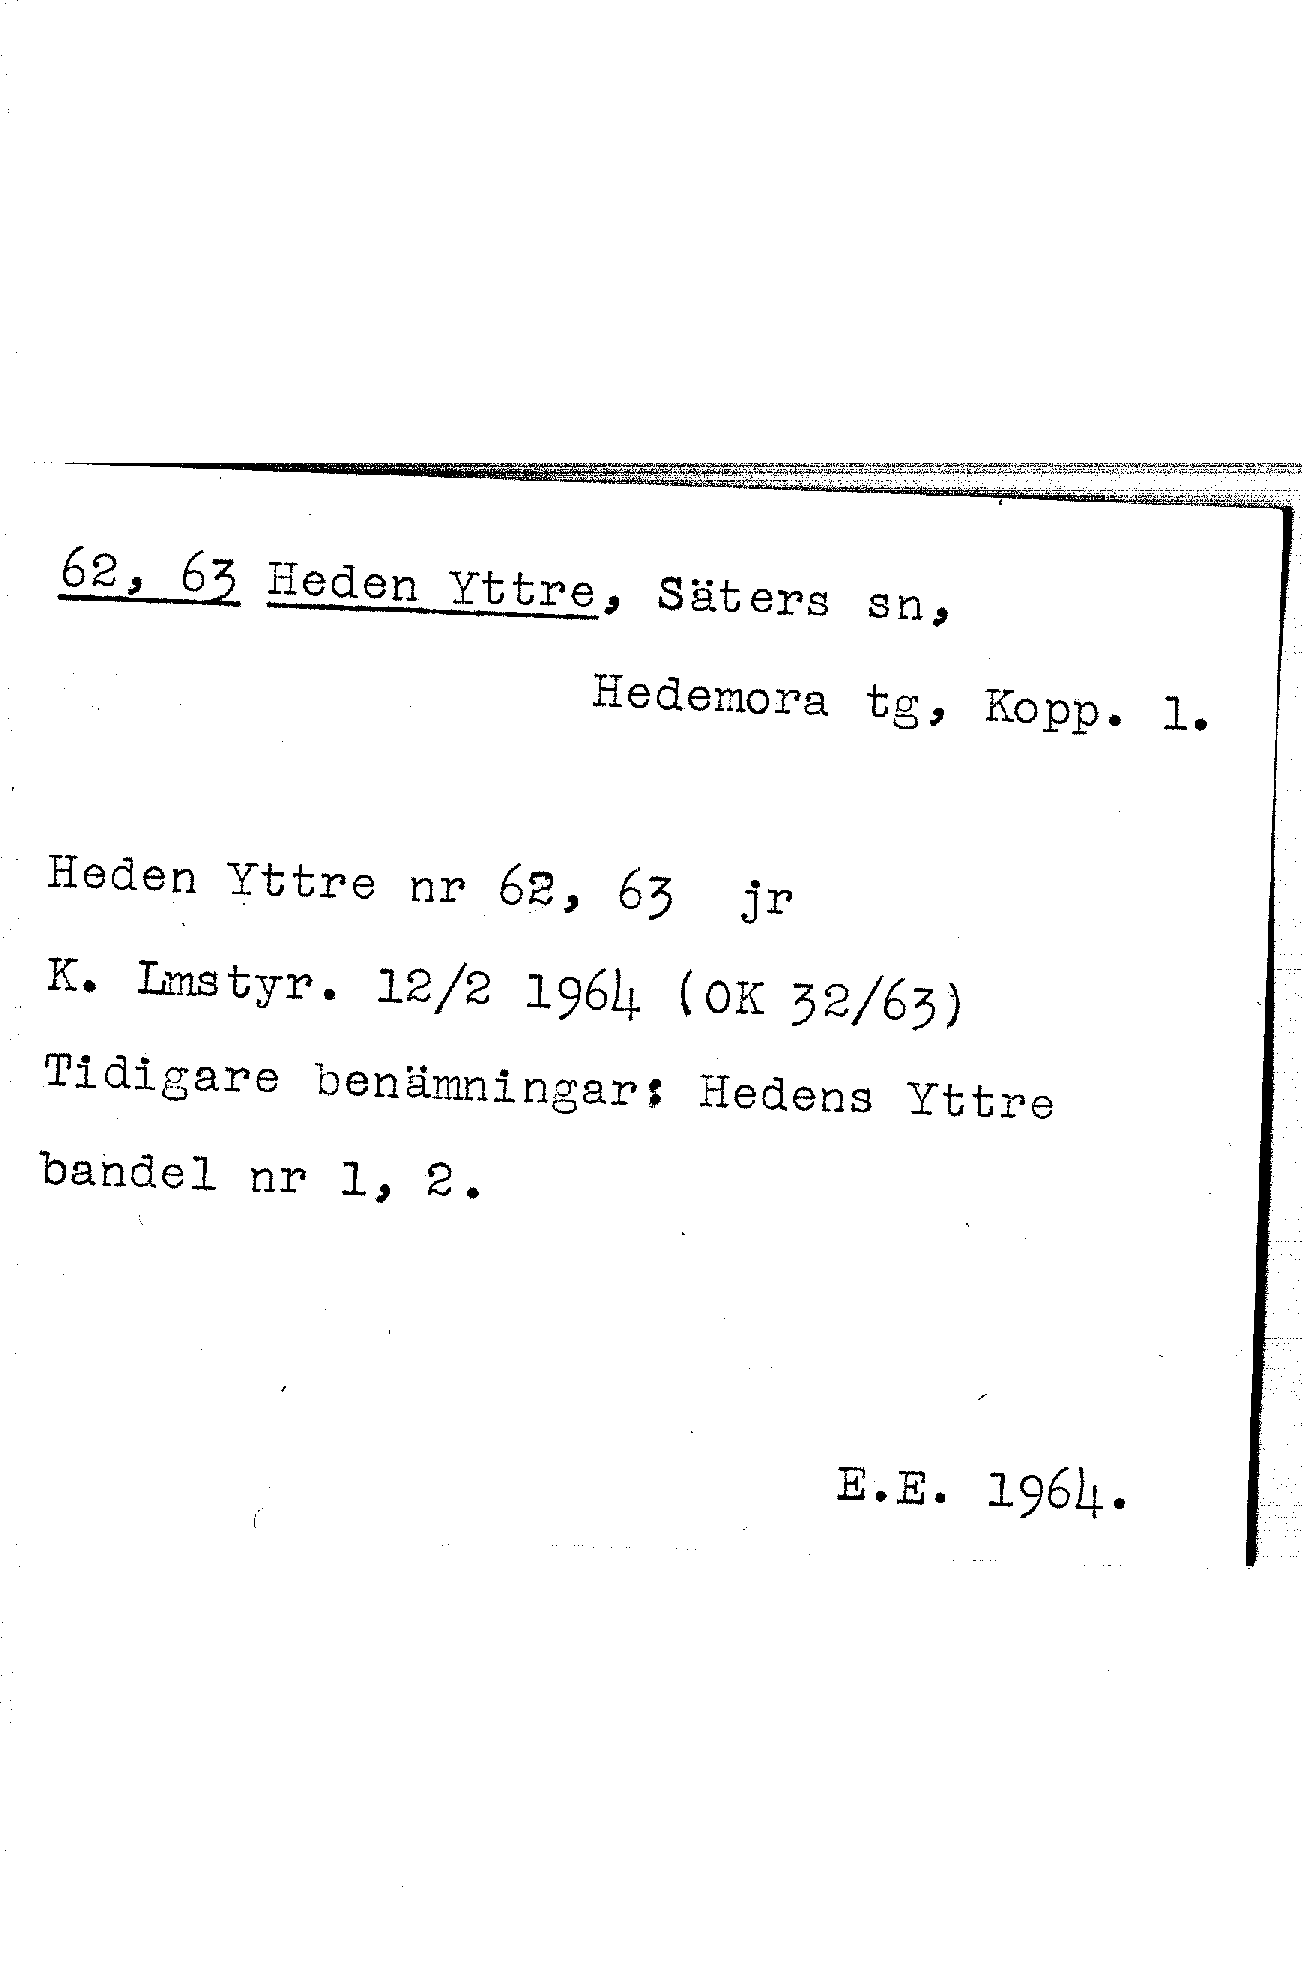 62, 63 Heden Yttre, Säters sn,
Hedemora tg, Kopp. l.
Heden Yttre nr 62, 63 jr
K. Lmstyr. 12/2 1964 (OK 32/63)
Tidigare benämningar: Hedens Yttre
bandel nr 1, 2.
E.E. 1964.